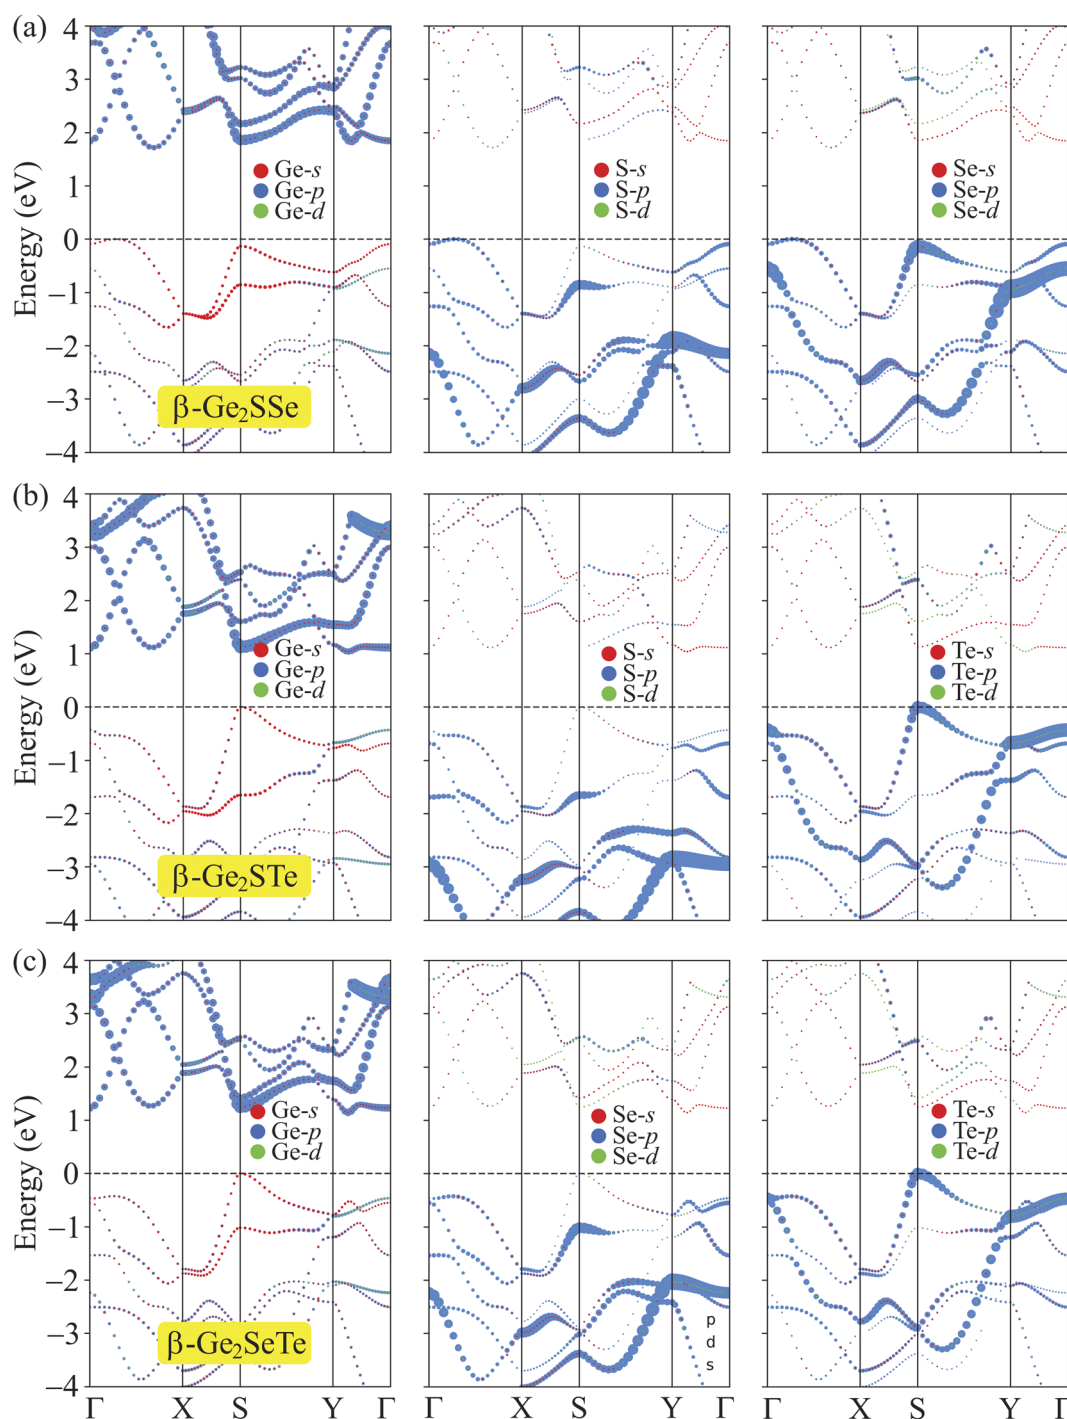 (a)
Energy (eV)
4
3
2
1
0
−1
−2
−3
−4
Ge-s
Ge-p
Ge-d
β-Ge₂SSe
S-s
S-p
S-d
Se-s
Se-p
Se-d
(b)
Energy (eV)
4
3
2
1
0
−1
−2
−3
−4
Ge-s
Ge-p
Ge-d
β-Ge₂STe
S-s
S-p
S-d
Te-s
Te-p
Te-d
(c)
Energy (eV)
4
3
2
1
0
−1
−2
−3
−4
Ge-s
Ge-p
Ge-d
β-Ge₂SeTe
Se-s
Se-p
Se-d
p
d
s
Te-s
Te-p
Te-d
Γ X S Y Γ
X S Y Γ
X S Y Γ